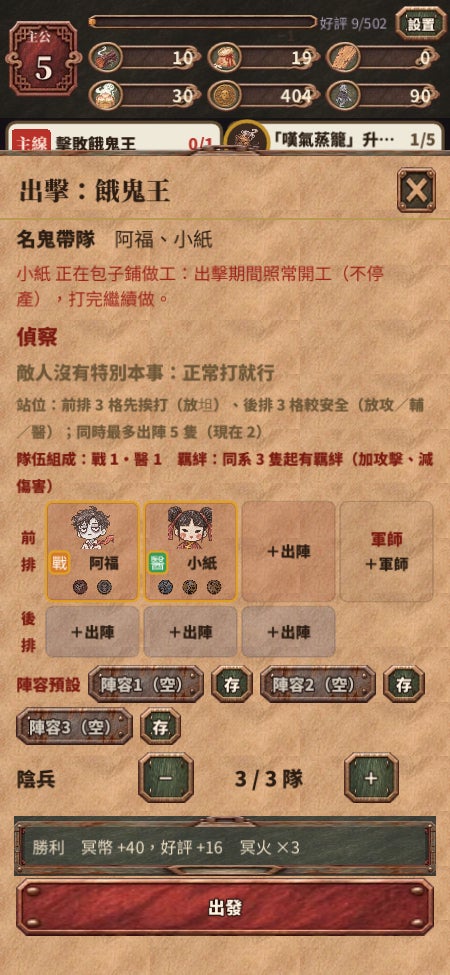 主公
5
好評 9/502
設置
10
19
0
30
404
90
主線 擊敗餓鬼王 0/1
「嘆氣蒸籠」升⋯ 1/5
出擊：餓鬼王
名鬼帶隊 阿福、小紙
小紙 正在包子鋪做工：出擊期間照常開工（不停
產），打完繼續做。
偵察
敵人沒有特別本事：正常打就行
站位：前排 3 格先挨打（放坦）、後排 3 格較安全（放攻／輔
／醫）；同時最多出陣 5 隻（現在 2）
隊伍組成：戰 1・醫 1 羈絆：同系 3 隻起有羈絆（加攻擊、減
傷害）
前排
戰 阿福
醫 小紙
＋出陣
軍師
＋軍師
後排
＋出陣
＋出陣
＋出陣
陣容預設 陣容1（空） 存 陣容2（空） 存
陣容3（空） 存
陰兵 − 3 / 3 隊 +
勝利 冥幣 +40，好評 +16 冥火 ×3
出發